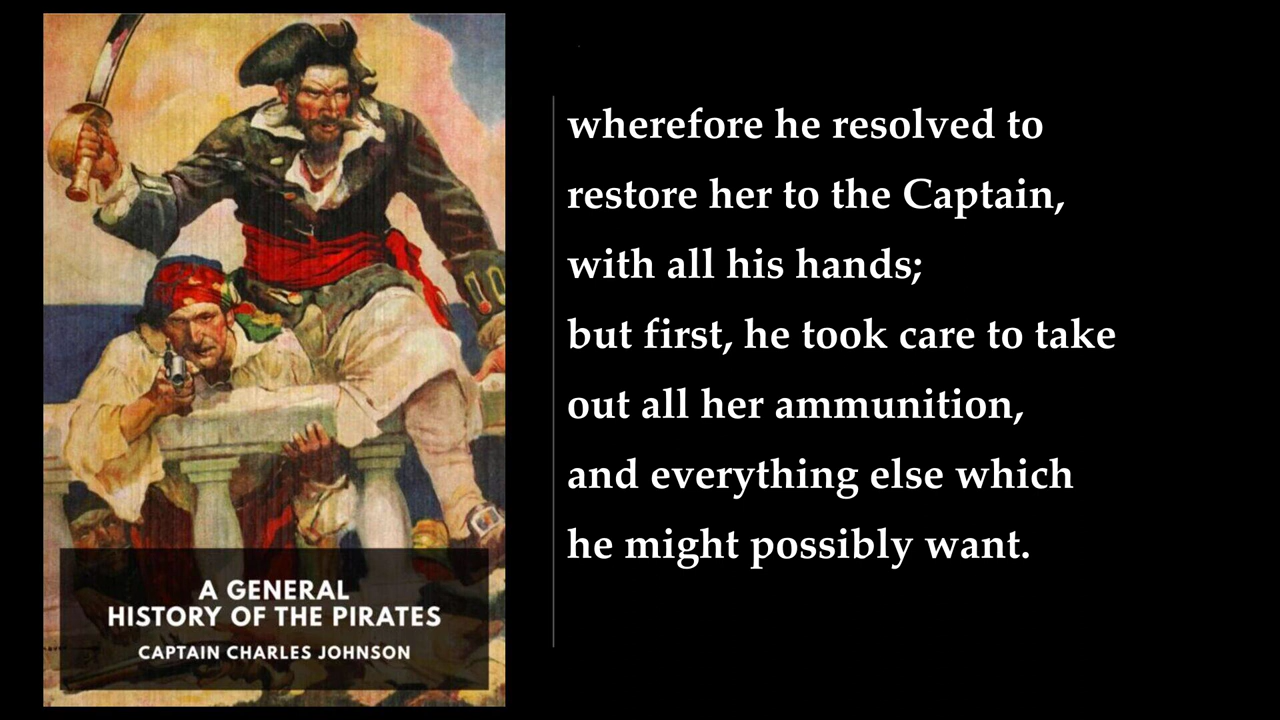 wherefore he resolved to
restore her to the Captain,
with all his hands;
but first, he took care to take
out all her ammunition,
and everything else which
he might possibly want.
A GENERAL
HISTORY OF THE PIRATES
CAPTAIN CHARLES JOHNSON